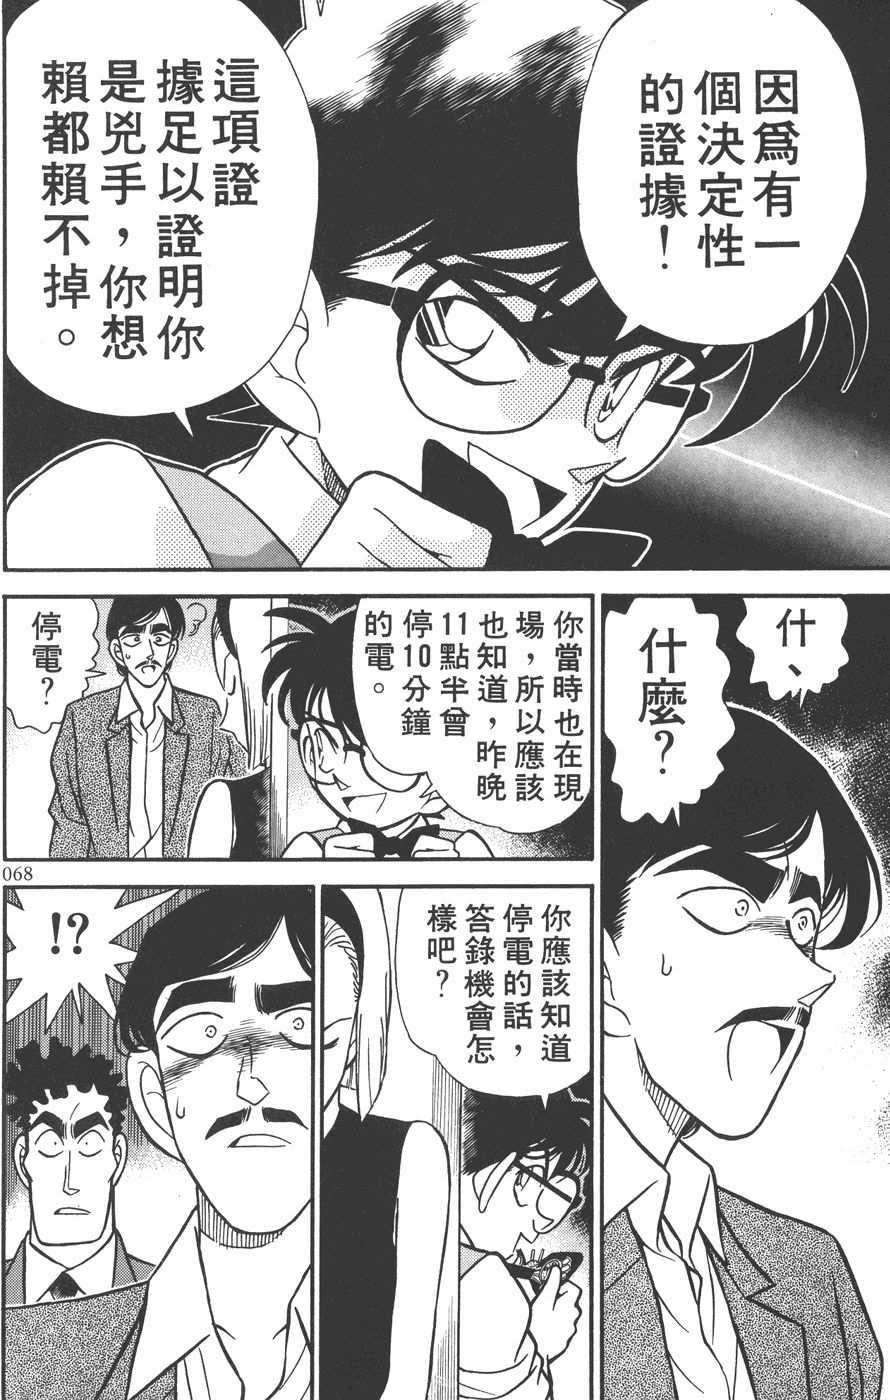 因爲有一
個決定性
的證據！
這項證
據足以證明你
是兇手，你想
賴都賴不掉。
什、
什麼？
你當時也在現
場，所以應該
也知道，昨晚
11點半曾
停10分鐘
的電。
停電？
068
你應該知道
停電的話，
答錄機會怎
樣吧？
!?